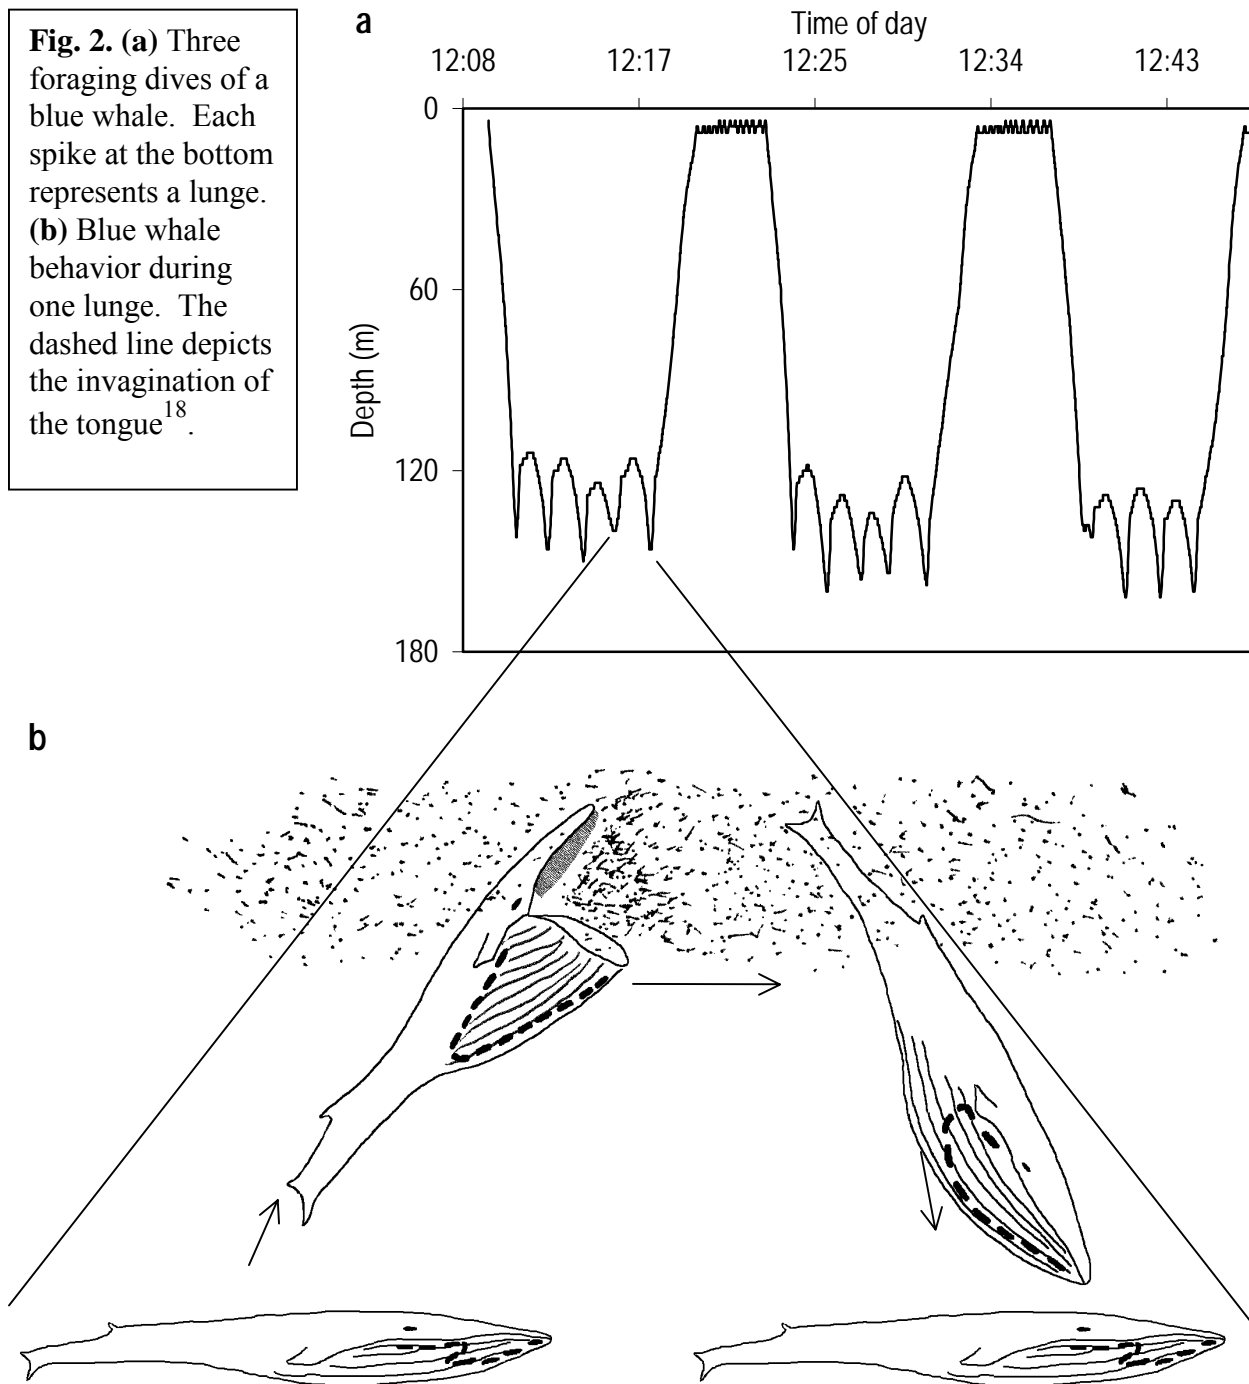 Fig. 2. (a) Three
foraging dives of a
blue whale. Each
spike at the bottom
represents a lunge.
(b) Blue whale
behavior during
one lunge. The
dashed line depicts
the invagination of
the tongue18.
a
Time of day
12:08 12:17 12:25 12:34 12:43
0
60
Depth (m)
120
180
b